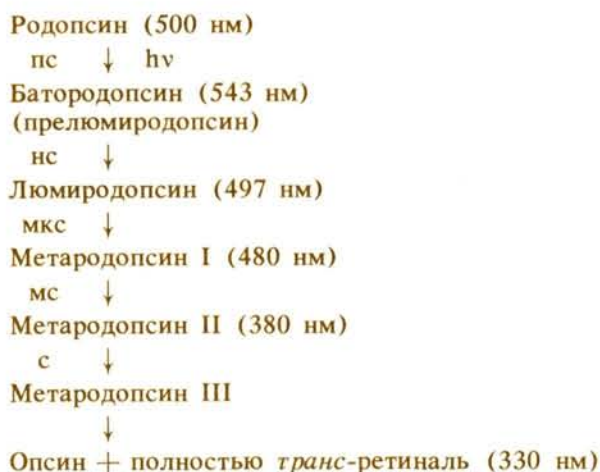 Родопсин (500 нм)
пс ↓ hν
Батородопсин (543 нм)
(прелюмиродопсин)
нс ↓
Люмиродопсин (497 нм)
мкс ↓
Метародопсин I (480 нм)
мс ↓
Метародопсин II (380 нм)
с ↓
Метародопсин III
↓
Опсин + полностью транс-ретиналь (330 нм)